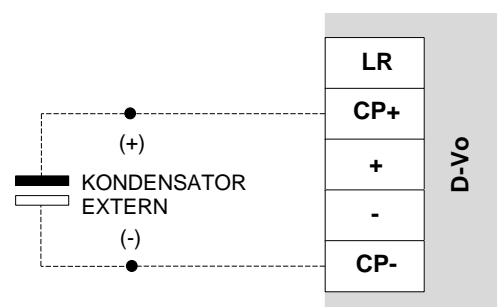 LR
CP+
(+)
+
D-Vo
KONDENSATOR
EXTERN
-
(-)
CP-